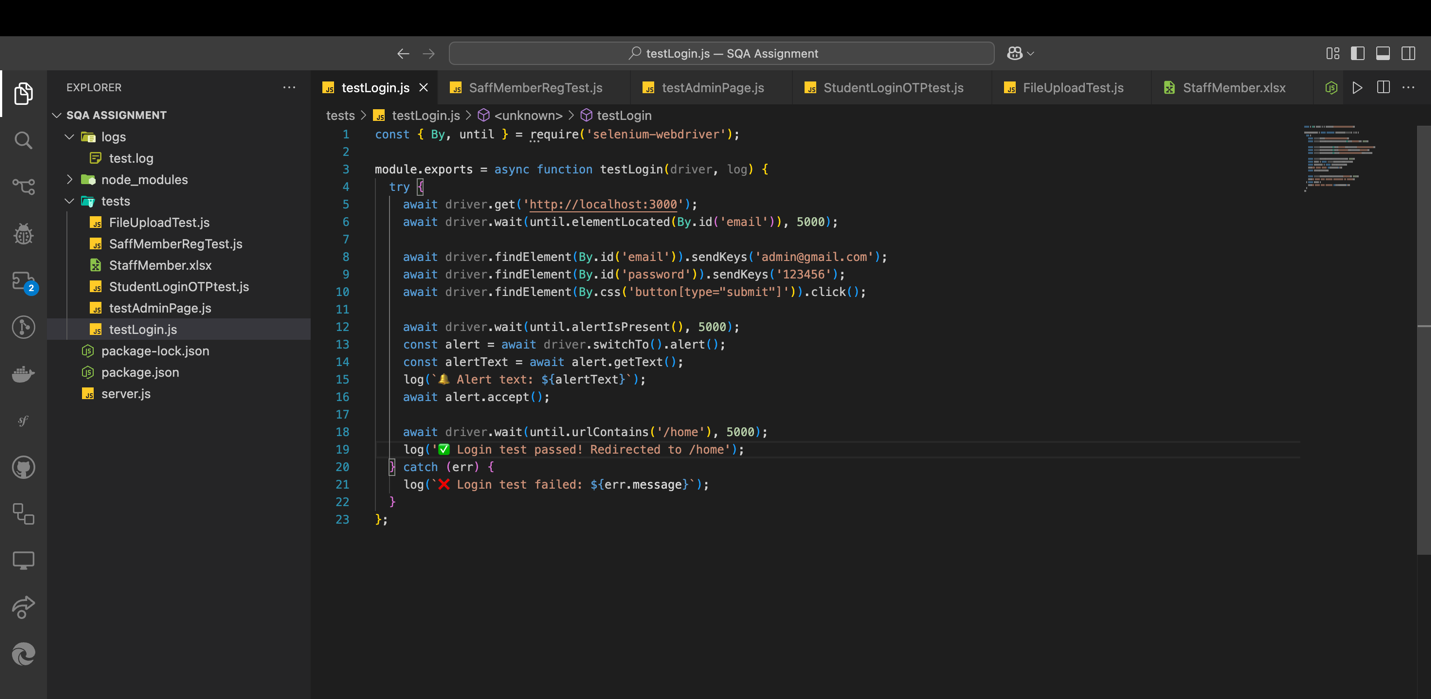 testLogin.js — SQA Assignment
EXPLORER
SQA ASSIGNMENT
logs
test.log
node_modules
tests
FileUploadTest.js
SaffMemberRegTest.js
StaffMember.xlsx
StudentLoginOTPtest.js
testAdminPage.js
testLogin.js
package-lock.json
package.json
server.js
2
testLogin.js SaffMemberRegTest.js testAdminPage.js StudentLoginOTPtest.js FileUploadTest.js StaffMember.xlsx
tests > testLogin.js > <unknown> > testLogin
1 const { By, until } = require('selenium-webdriver');
2
3 module.exports = async function testLogin(driver, log) {
4 try {
5 await driver.get('http://localhost:3000');
6 await driver.wait(until.elementLocated(By.id('email')), 5000);
7
8 await driver.findElement(By.id('email')).sendKeys('admin@gmail.com');
9 await driver.findElement(By.id('password')).sendKeys('123456');
10 await driver.findElement(By.css('button[type="submit"]')).click();
11
12 await driver.wait(until.alertIsPresent(), 5000);
13 const alert = await driver.switchTo().alert();
14 const alertText = await alert.getText();
15 log(`🔔 Alert text: ${alertText}`);
16 await alert.accept();
17
18 await driver.wait(until.urlContains('/home'), 5000);
19 log('✅ Login test passed! Redirected to /home');
20 } catch (err) {
21 log(`❌ Login test failed: ${err.message}`);
22 }
23 };